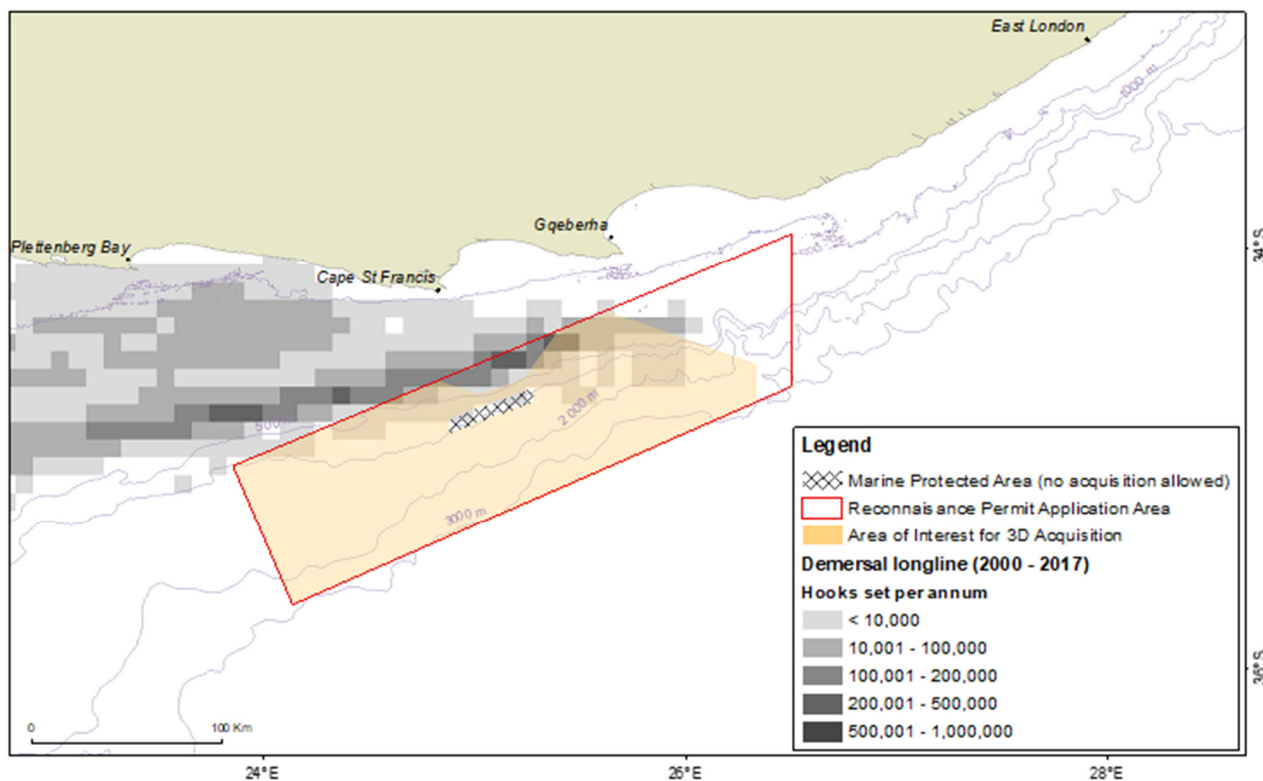 East London
1000 m
Gqeberha
34°S
Plettenberg Bay
Cape St Francis
500 m
2 000 m
3000 m
Legend
Marine Protected Area (no acquisition allowed)
Reconnaisance Permit Application Area
Area of Interest for 3D Acquisition
Demersal longline (2000 - 2017)
Hooks set per annum
< 10,000
10,001 - 100,000
100,001 - 200,000
200,001 - 500,000
500,001 - 1,000,000
36°S
0 100 Km
24°E 26°E 28°E